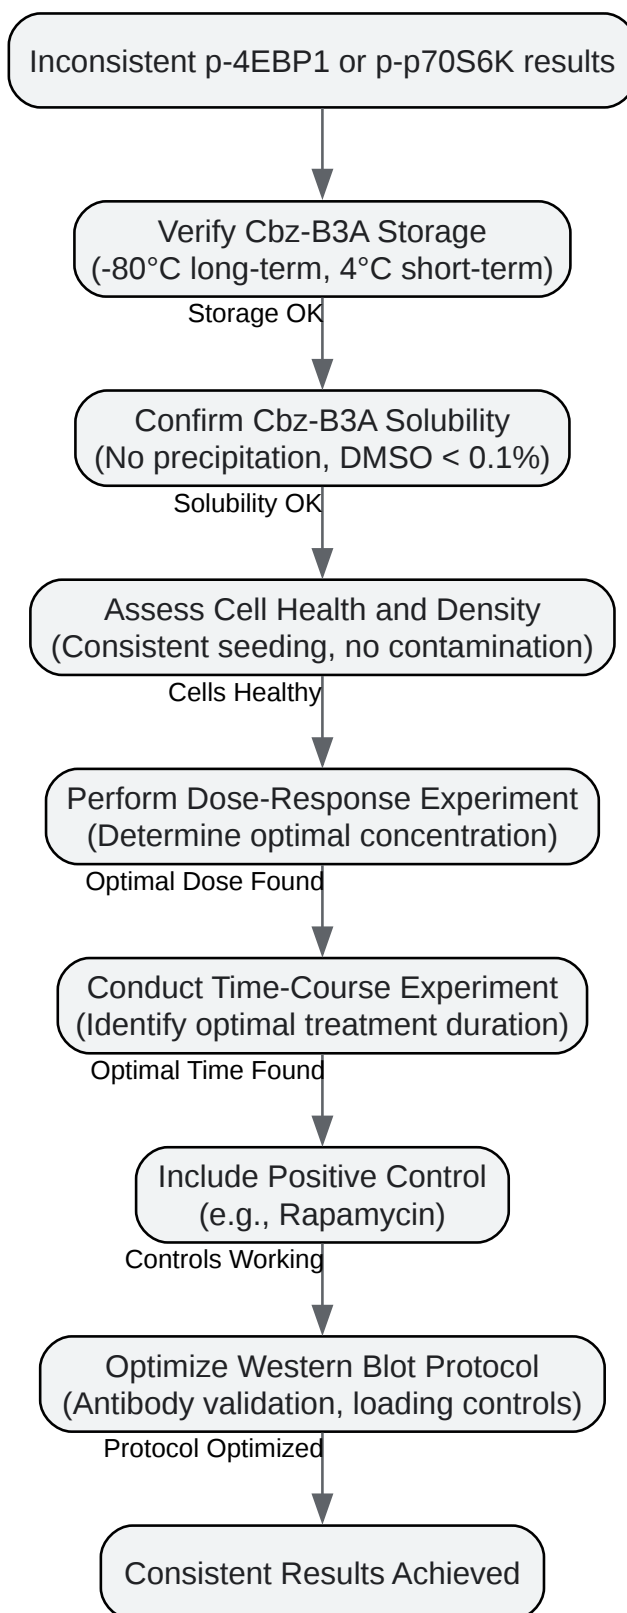 Inconsistent p-4EBP1 or p-p70S6K results
Verify Cbz-B3A Storage
(-80°C long-term, 4°C short-term)
Storage OK
Confirm Cbz-B3A Solubility
(No precipitation, DMSO < 0.1%)
Solubility OK
Assess Cell Health and Density
(Consistent seeding, no contamination)
Cells Healthy
Perform Dose-Response Experiment
(Determine optimal concentration)
Optimal Dose Found
Conduct Time-Course Experiment
(Identify optimal treatment duration)
Optimal Time Found
Include Positive Control
(e.g., Rapamycin)
Controls Working
Optimize Western Blot Protocol
(Antibody validation, loading controls)
Protocol Optimized
Consistent Results Achieved